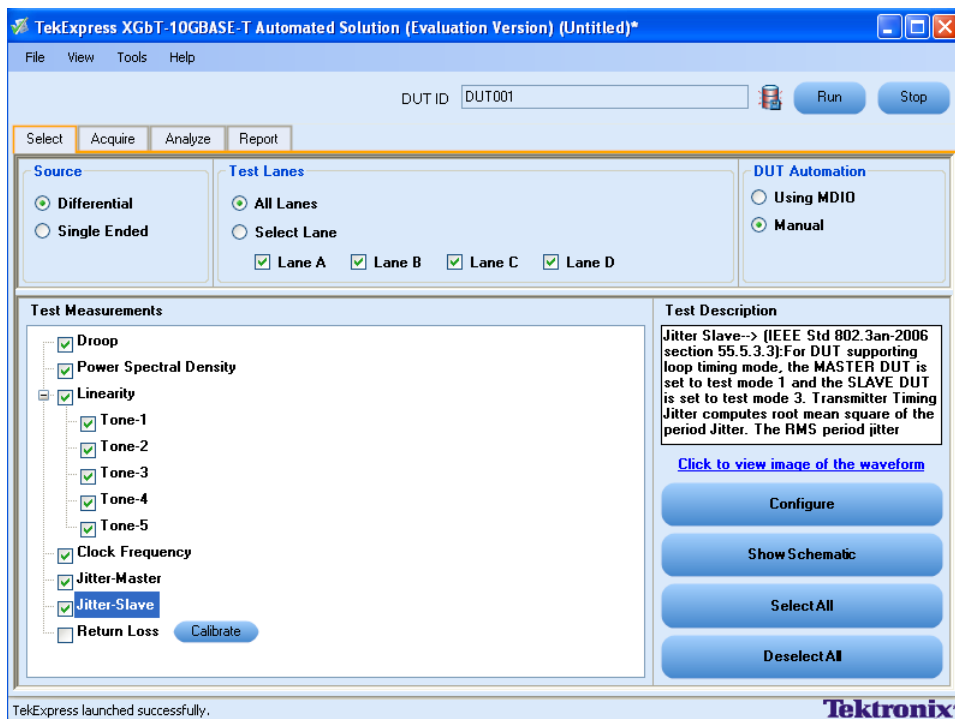 TekExpress XGbT-10GBASE-T Automated Solution (Evaluation Version) (Untitled)*
File View Tools Help
DUT ID DUT001 Run Stop
Select Acquire Analyze Report
Source
Differential
Single Ended
Test Lanes
All Lanes
Select Lane
Lane A Lane B Lane C Lane D
DUT Automation
Using MDIO
Manual
Test Measurements
Droop
Power Spectral Density
Linearity
Tone-1
Tone-2
Tone-3
Tone-4
Tone-5
Clock Frequency
Jitter-Master
Jitter-Slave
Return Loss Calibrate
Test Description
Jitter Slave--> (IEEE Std 802.3an-2006
section 55.5.3.3):For DUT supporting
loop timing mode, the MASTER DUT is
set to test mode 1 and the SLAVE DUT
is set to test mode 3. Transmitter Timing
Jitter computes root mean square of the
period Jitter. The RMS period jitter
Click to view image of the waveform
Configure
Show Schematic
Select All
Deselect All
TekExpress launched successfully.
Tektronix